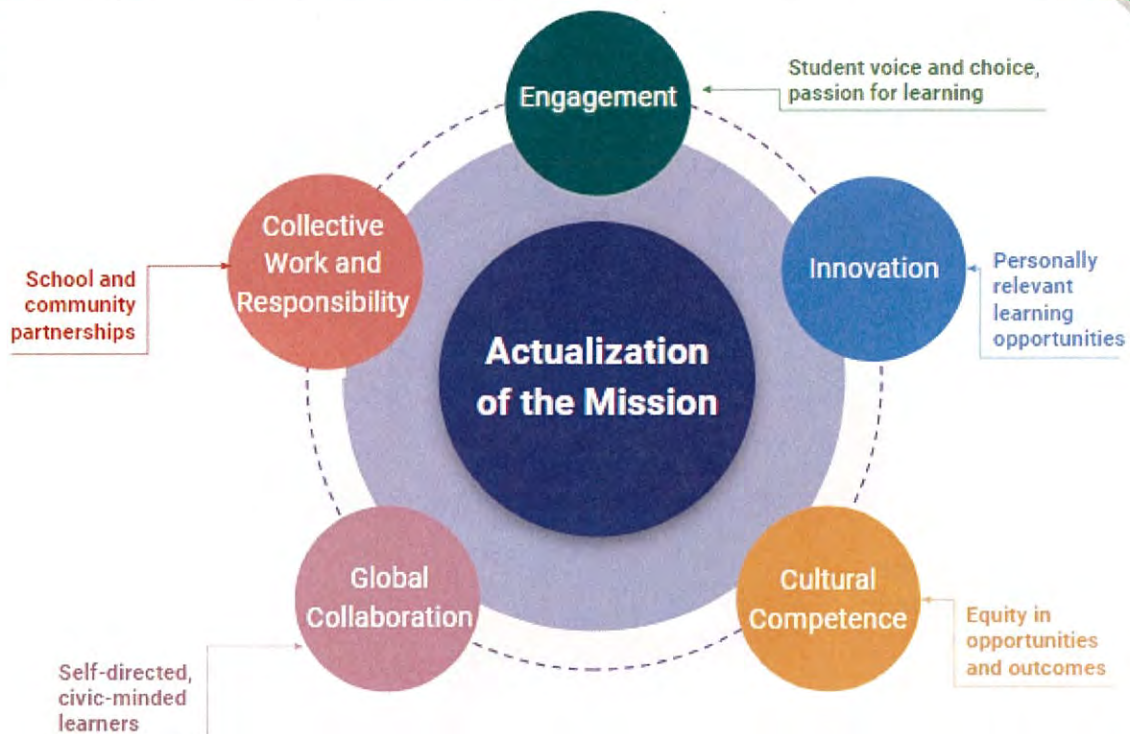 Engagement
Student voice and choice,
passion for learning
Collective
Work and
Responsibility
School and
community
partnerships
Innovation
Personally
relevant
learning
opportunities
Actualization
of the Mission
Global
Collaboration
Self-directed,
civic-minded
learners
Cultural
Competence
Equity in
opportunities
and outcomes